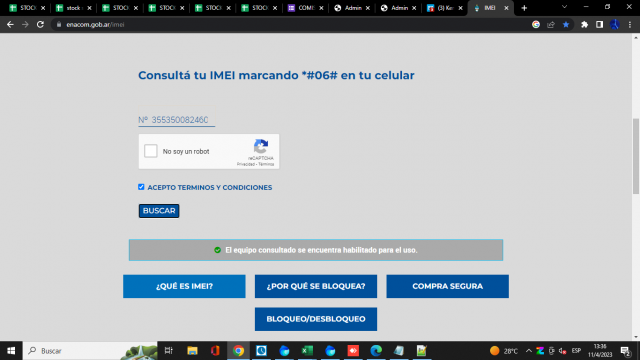 STOCK
stock
STOCK
STOCK
STOCK
STOCK
COMI
Admin
Admin
(3) Ke
IMEI
enacom.gob.ar/imei
Consultá tu IMEI marcando *#06# en tu celular
Nº 35535008246
No soy un robot
reCAPTCHA
Privacidad - Términos
ACEPTO TERMINOS Y CONDICIONES
BUSCAR
El equipo consultado se encuentra habilitado para el uso.
¿QUÉ ES IMEI?
¿POR QUÉ SE BLOQUEA?
COMPRA SEGURA
BLOQUEO/DESBLOQUEO
Buscar
28°C
ESP
13:36
11/4/2023